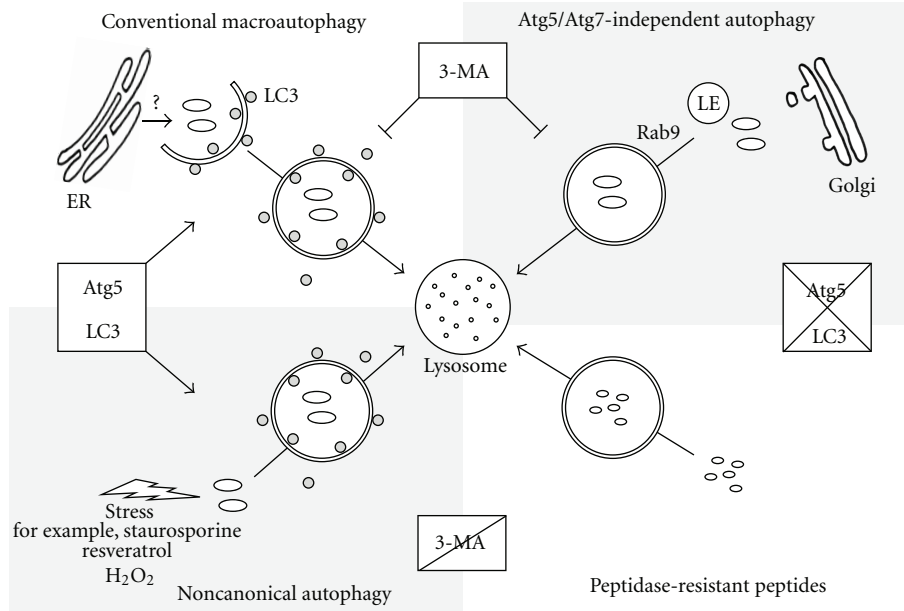 Conventional macroautophagy
Atg5/Atg7-independent autophagy
3-MA
LC3
?
LE
Rab9
ER
Golgi
Atg5
LC3
Atg5
LC3
Lysosome
Stress
for example, staurosporine
resveratrol
H₂O₂
3-MA
Noncanonical autophagy
Peptidase-resistant peptides